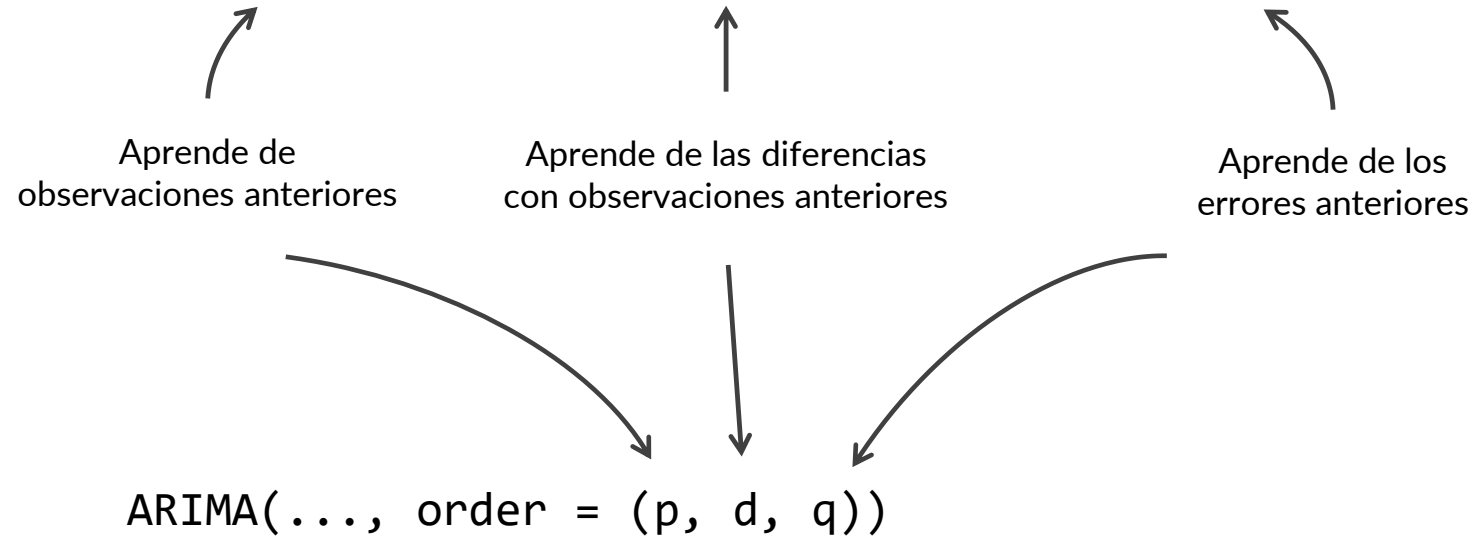 Aprende de
observaciones anteriores
Aprende de las diferencias
con observaciones anteriores
Aprende de los
errores anteriores
ARIMA(..., order = (p, d, q))